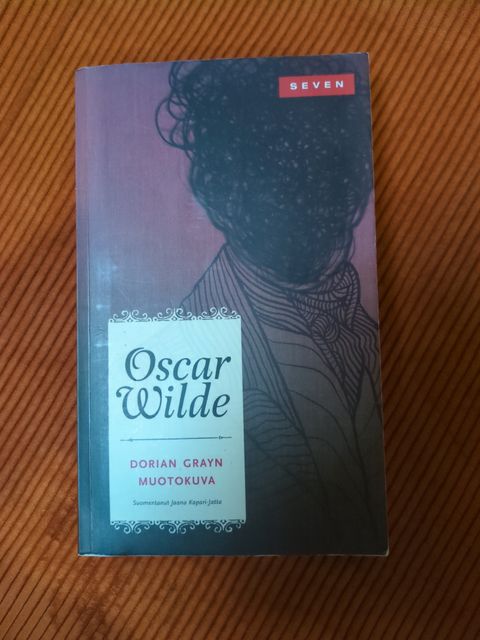 SEVEN
Oscar
Wilde
DORIAN GRAYN
MUOTOKUVA
Suomentanut Jaana Kapari-Jatta